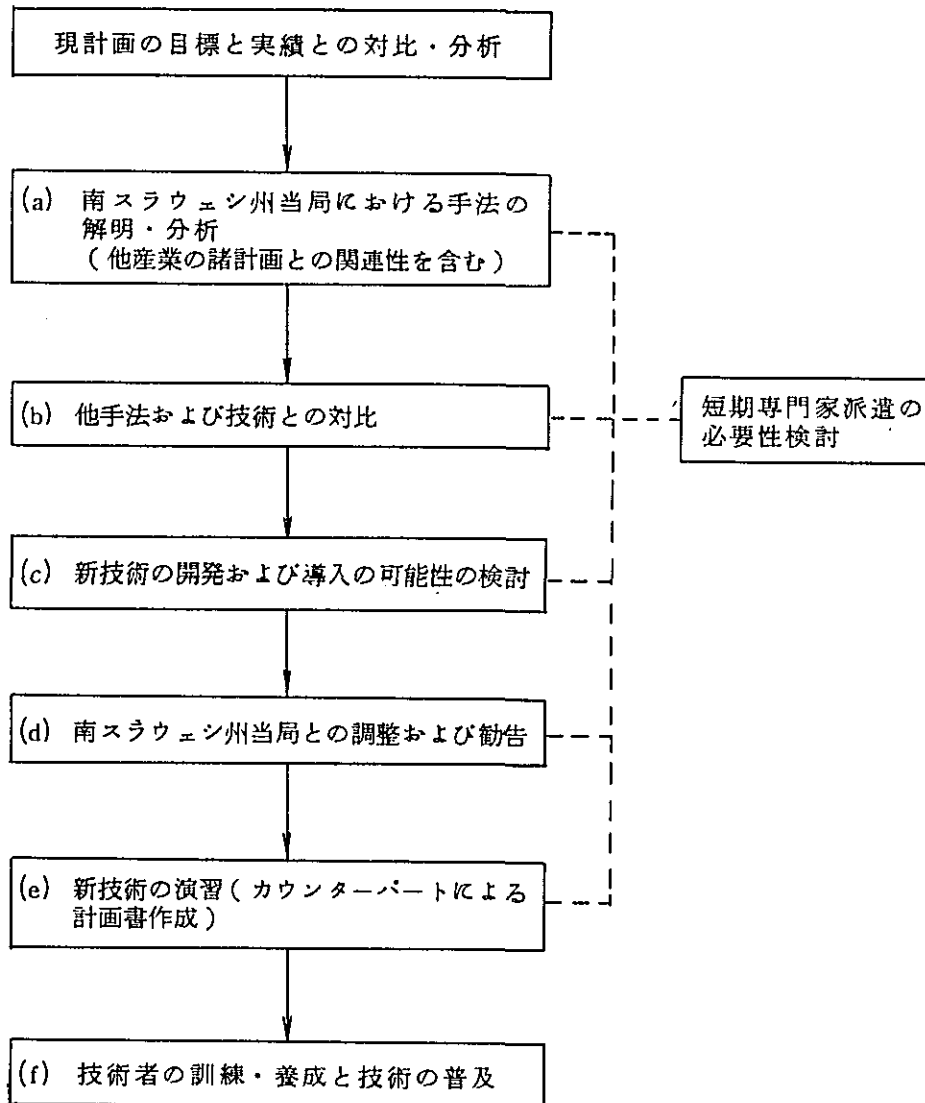 現計画の目標と実績との対比・分析
(a) 南スラウェシ州当局における手法の
解明・分析
(他産業の諸計画との関連性を含む)
(b) 他手法および技術との対比
短期専門家派遣の
必要性検討
(c) 新技術の開発および導入の可能性の検討
(d) 南スラウェシ州当局との調整および勧告
(e) 新技術の演習(カウンターパートによる
計画書作成)
(f) 技術者の訓練・養成と技術の普及